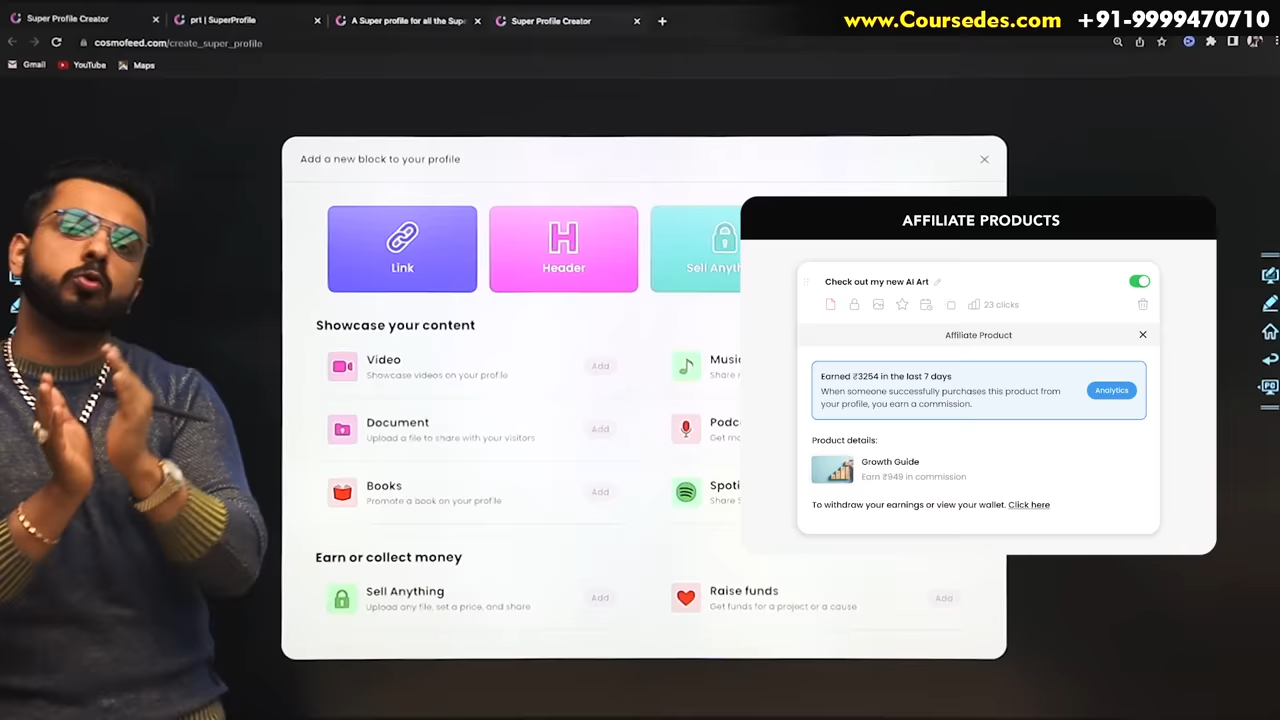 Super Profile Creator
prt | SuperProfile
A Super profile for all the Supe
Super Profile Creator
www.Coursedes.com +91-9999470710
cosmofeed.com/create_super_profile
Gmail
YouTube
Maps
Add a new block to your profile
Link
Header
Sell Anyth
AFFILIATE PRODUCTS
Check out my new AI Art
23 clicks
Affiliate Product
Earned ₹3254 in the last 7 days
When someone successfully purchases this product from
your profile, you earn a commission.
Analytics
Product details:
Growth Guide
Earn ₹949 in commission
To withdraw your earnings or view your wallet. Click here
Showcase your content
Video
Showcase videos on your profile
Add
Music
Share
Document
Upload a file to share with your visitors
Add
Podc
Get mo
Books
Promote a book on your profile
Add
Spoti
Share S
Earn or collect money
Sell Anything
Upload any file, set a price, and share
Add
Raise funds
Get funds for a project or a cause
Add